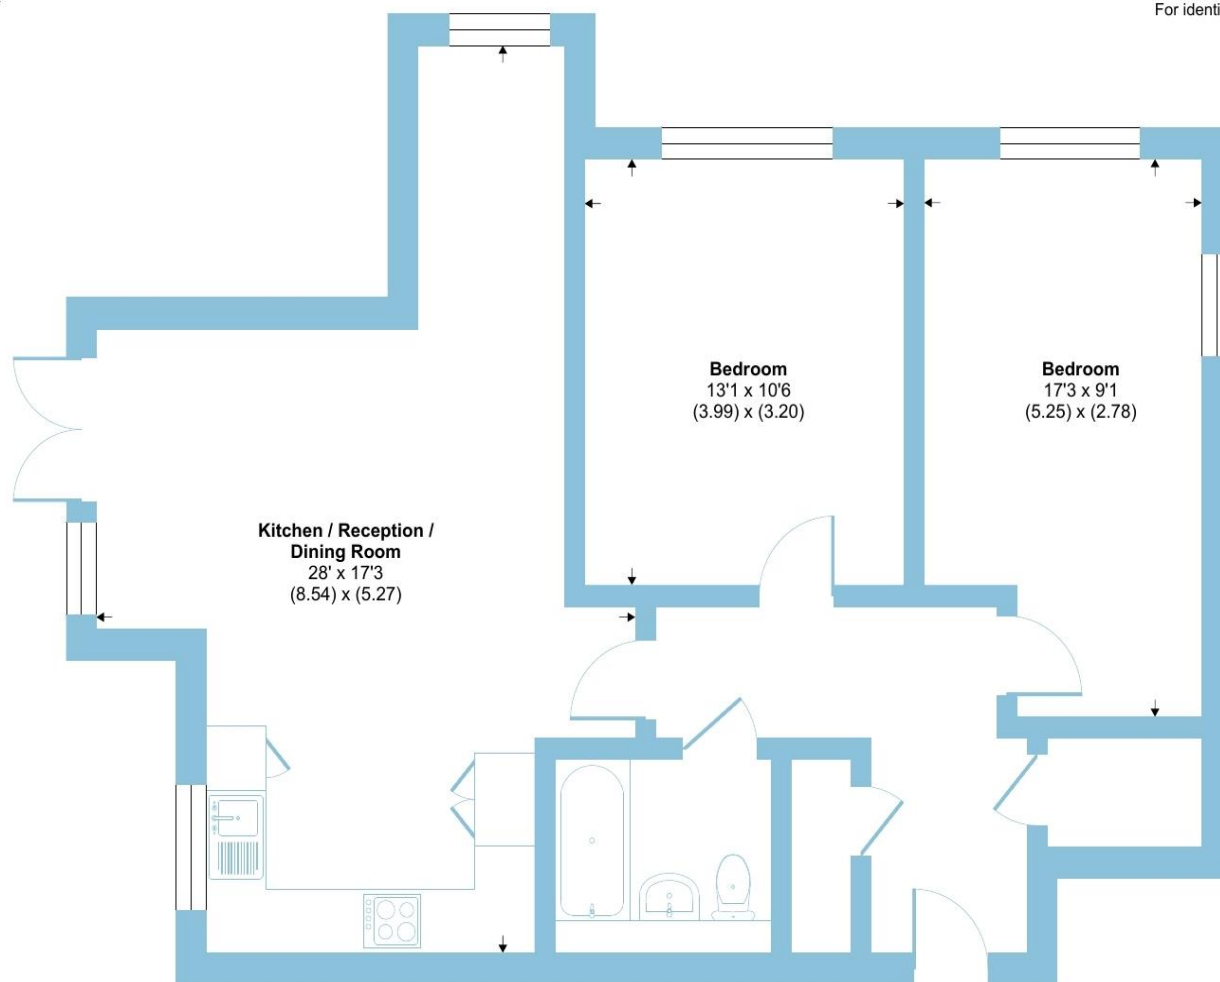 For identi
Bedroom
13'1 x 10'6
(3.99) x (3.20)
Bedroom
17'3 x 9'1
(5.25) x (2.78)
Kitchen / Reception /
Dining Room
28' x 17'3
(8.54) x (5.27)